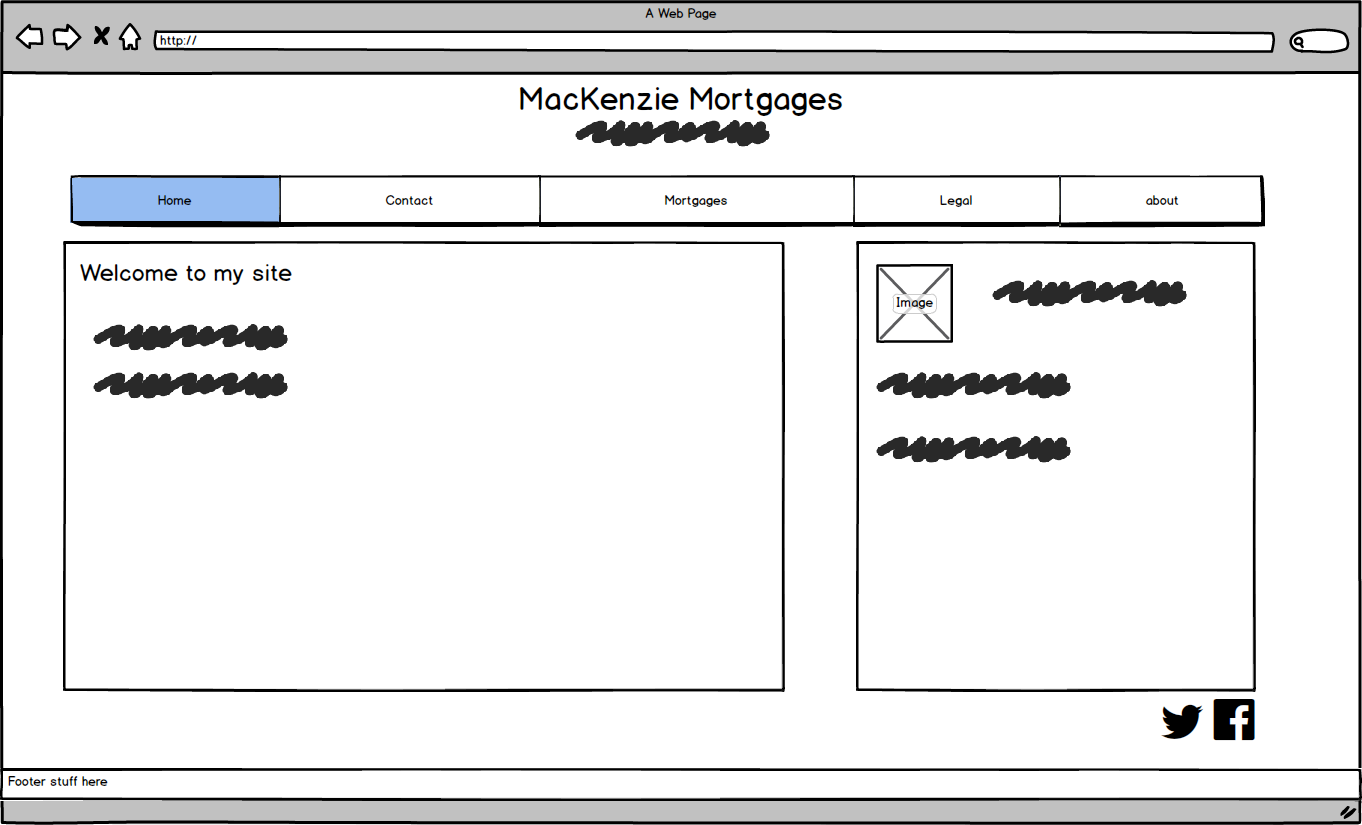 A Web Page
http://
MacKenzie Mortgages
Home Contact Mortgages Legal about
Welcome to my site
Image
Footer stuff here